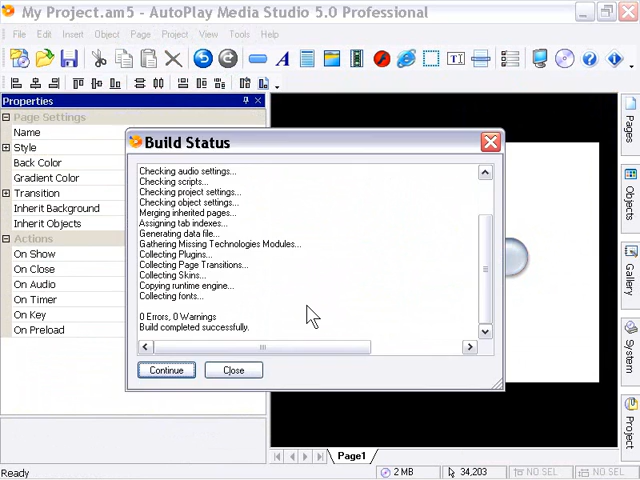 My Project.am5 - AutoPlay Media Studio 5.0 Professional
File Edit Insert Object Page Project View Tools Help
Properties
Page Settings
Name
Style
Back Color
Gradient Color
Transition
Inherit Background
Inherit Objects
Actions
On Show
On Close
On Audio
On Timer
On Key
On Preload
Build Status
Checking audio settings...
Checking scripts...
Checking project settings...
Checking object settings...
Merging inherited pages...
Assigning tab indexes...
Generating data file...
Gathering Missing Technologies Modules...
Collecting Plugins...
Collecting Page Transitions...
Collecting Skins...
Copying runtime engine...
Collecting fonts...
0 Errors, 0 Warnings
Build completed successfully.
Continue
Close
Pages
Objects
Gallery
System
Project
Page1
Ready
2 MB
34,203
NO SEL
NO SEL